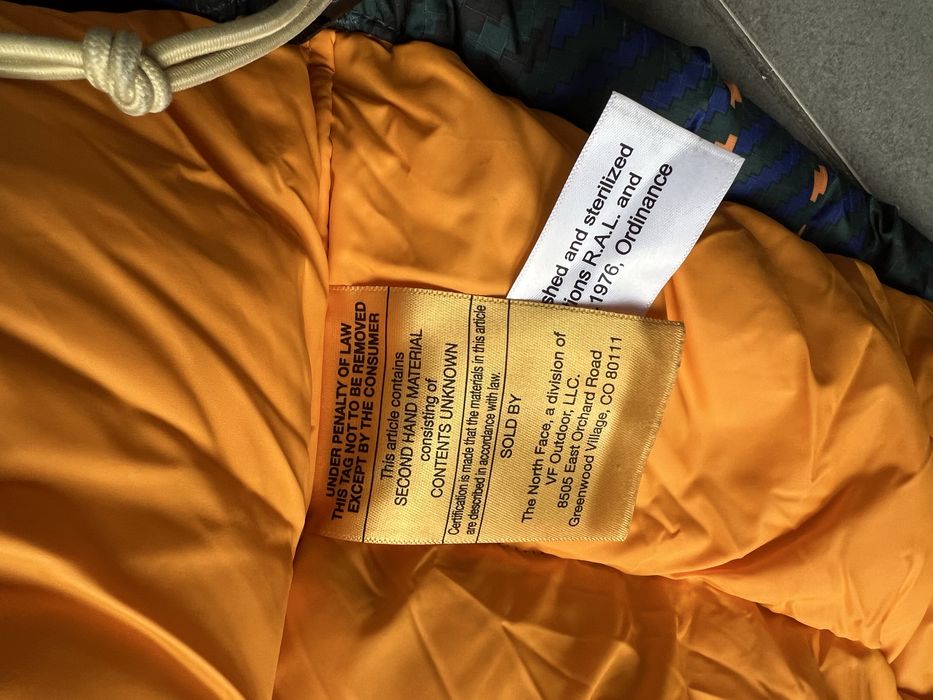 UNDER PENALTY OF LAW
THIS TAG NOT TO BE REMOVED
EXCEPT BY THE CONSUMER
This article contains
SECOND HAND MATERIAL
consisting of
CONTENTS UNKNOWN
Certification is made that the materials in this article
are described in accordance with law.
SOLD BY
The North Face, a division of
VF Outdoor, LLC.
8505 East Orchard Road
Greenwood Village, CO 80111
shed and sterilized
ions R.A.L. and
1976, Ordinance